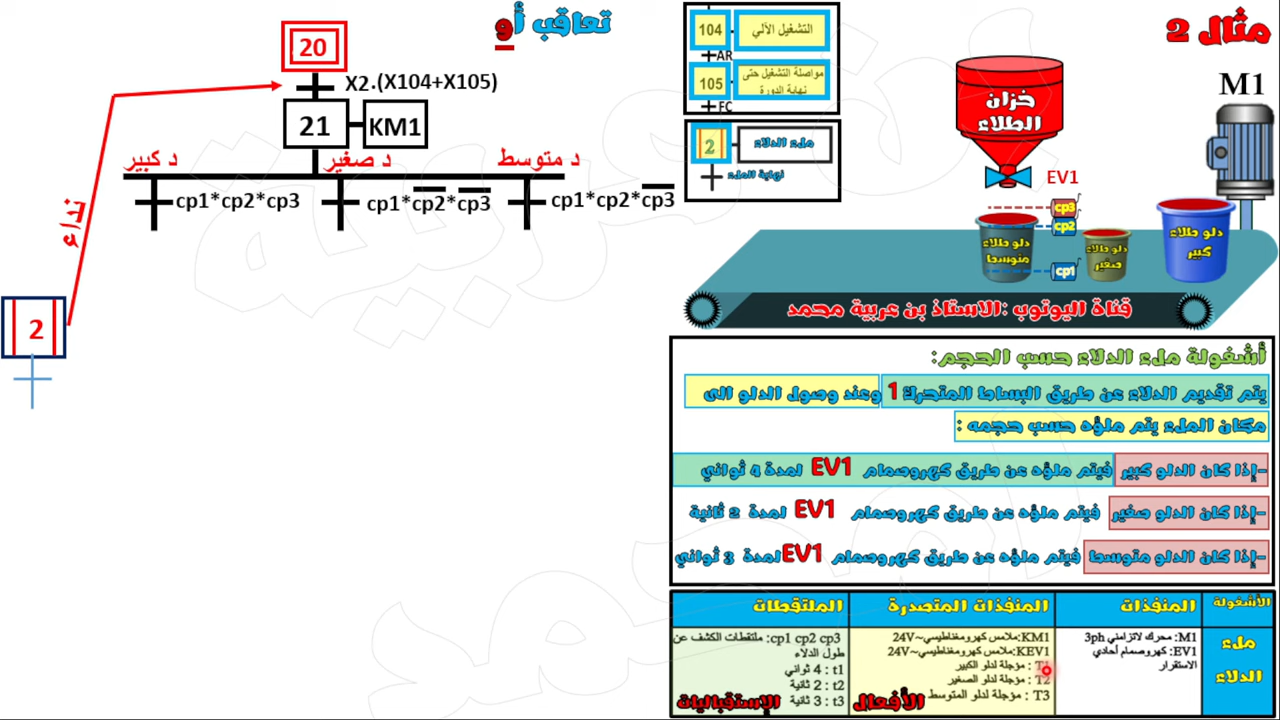 مثال 2
تعاقب أو
20
X2.(X104+X105)
21
KM1
د كبير
د صغير
د متوسط
cp1*cp2*cp3
cp1*c̅p̅2̅*c̅p̅3̅
cp1*cp2*c̅p̅3̅
نداء
2
104
التشغيل الآلي
AR
105
مواصلة التشغيل حتى
نهاية الدورة
FC
2
ملء الدلاء
نهاية الملء
خزان
الطلاء
M1
EV1
cp3
cp2
cp1
دلو طلاء
متوسط
دلو طلاء
صغير
دلو طلاء
كبير
قناة اليوتوب :الاستاذ بن عربية محمد
أشغولة ملء الدلاء حسب الحجم:
يتم تقديم الدلاء عن طريق البساط المتحرك 1 وعند وصول الدلو الى
مكان الملء يتم ملؤه حسب حجمه :
-إذا كان الدلو كبير فيتم ملؤه عن طريق كهروصمام EV1 لمدة 4 ثواني
-إذا كان الدلو صغير فيتم ملؤه عن طريق كهروصمام EV1 لمدة 2 ثانية
-إذا كان الدلو متوسط فيتم ملؤه عن طريق كهروصمام EV1 لمدة 3 ثواني
الأشغولة
المنفذات
المنفذات المتصدرة
الملتقطات
ملء
الدلاء
M1: محرك لاتزامني 3ph
EV1: كهروصمام أحادي
الاستقرار
KM1:ملامس كهرومغناطيسي~24V
KEV1:ملامس كهرومغناطيسي~24V
T1 : مؤجلة لدلو الكبير
T2 : مؤجلة لدلو الصغير
T3 : مؤجلة لدلو المتوسط
الأفعال
cp1 cp2 cp3: ملتقطات الكشف عن
طول الدلاء
t1 : 4 ثواني
t2 : 2 ثانية
t3 : 3 ثانية
الإستقباليات